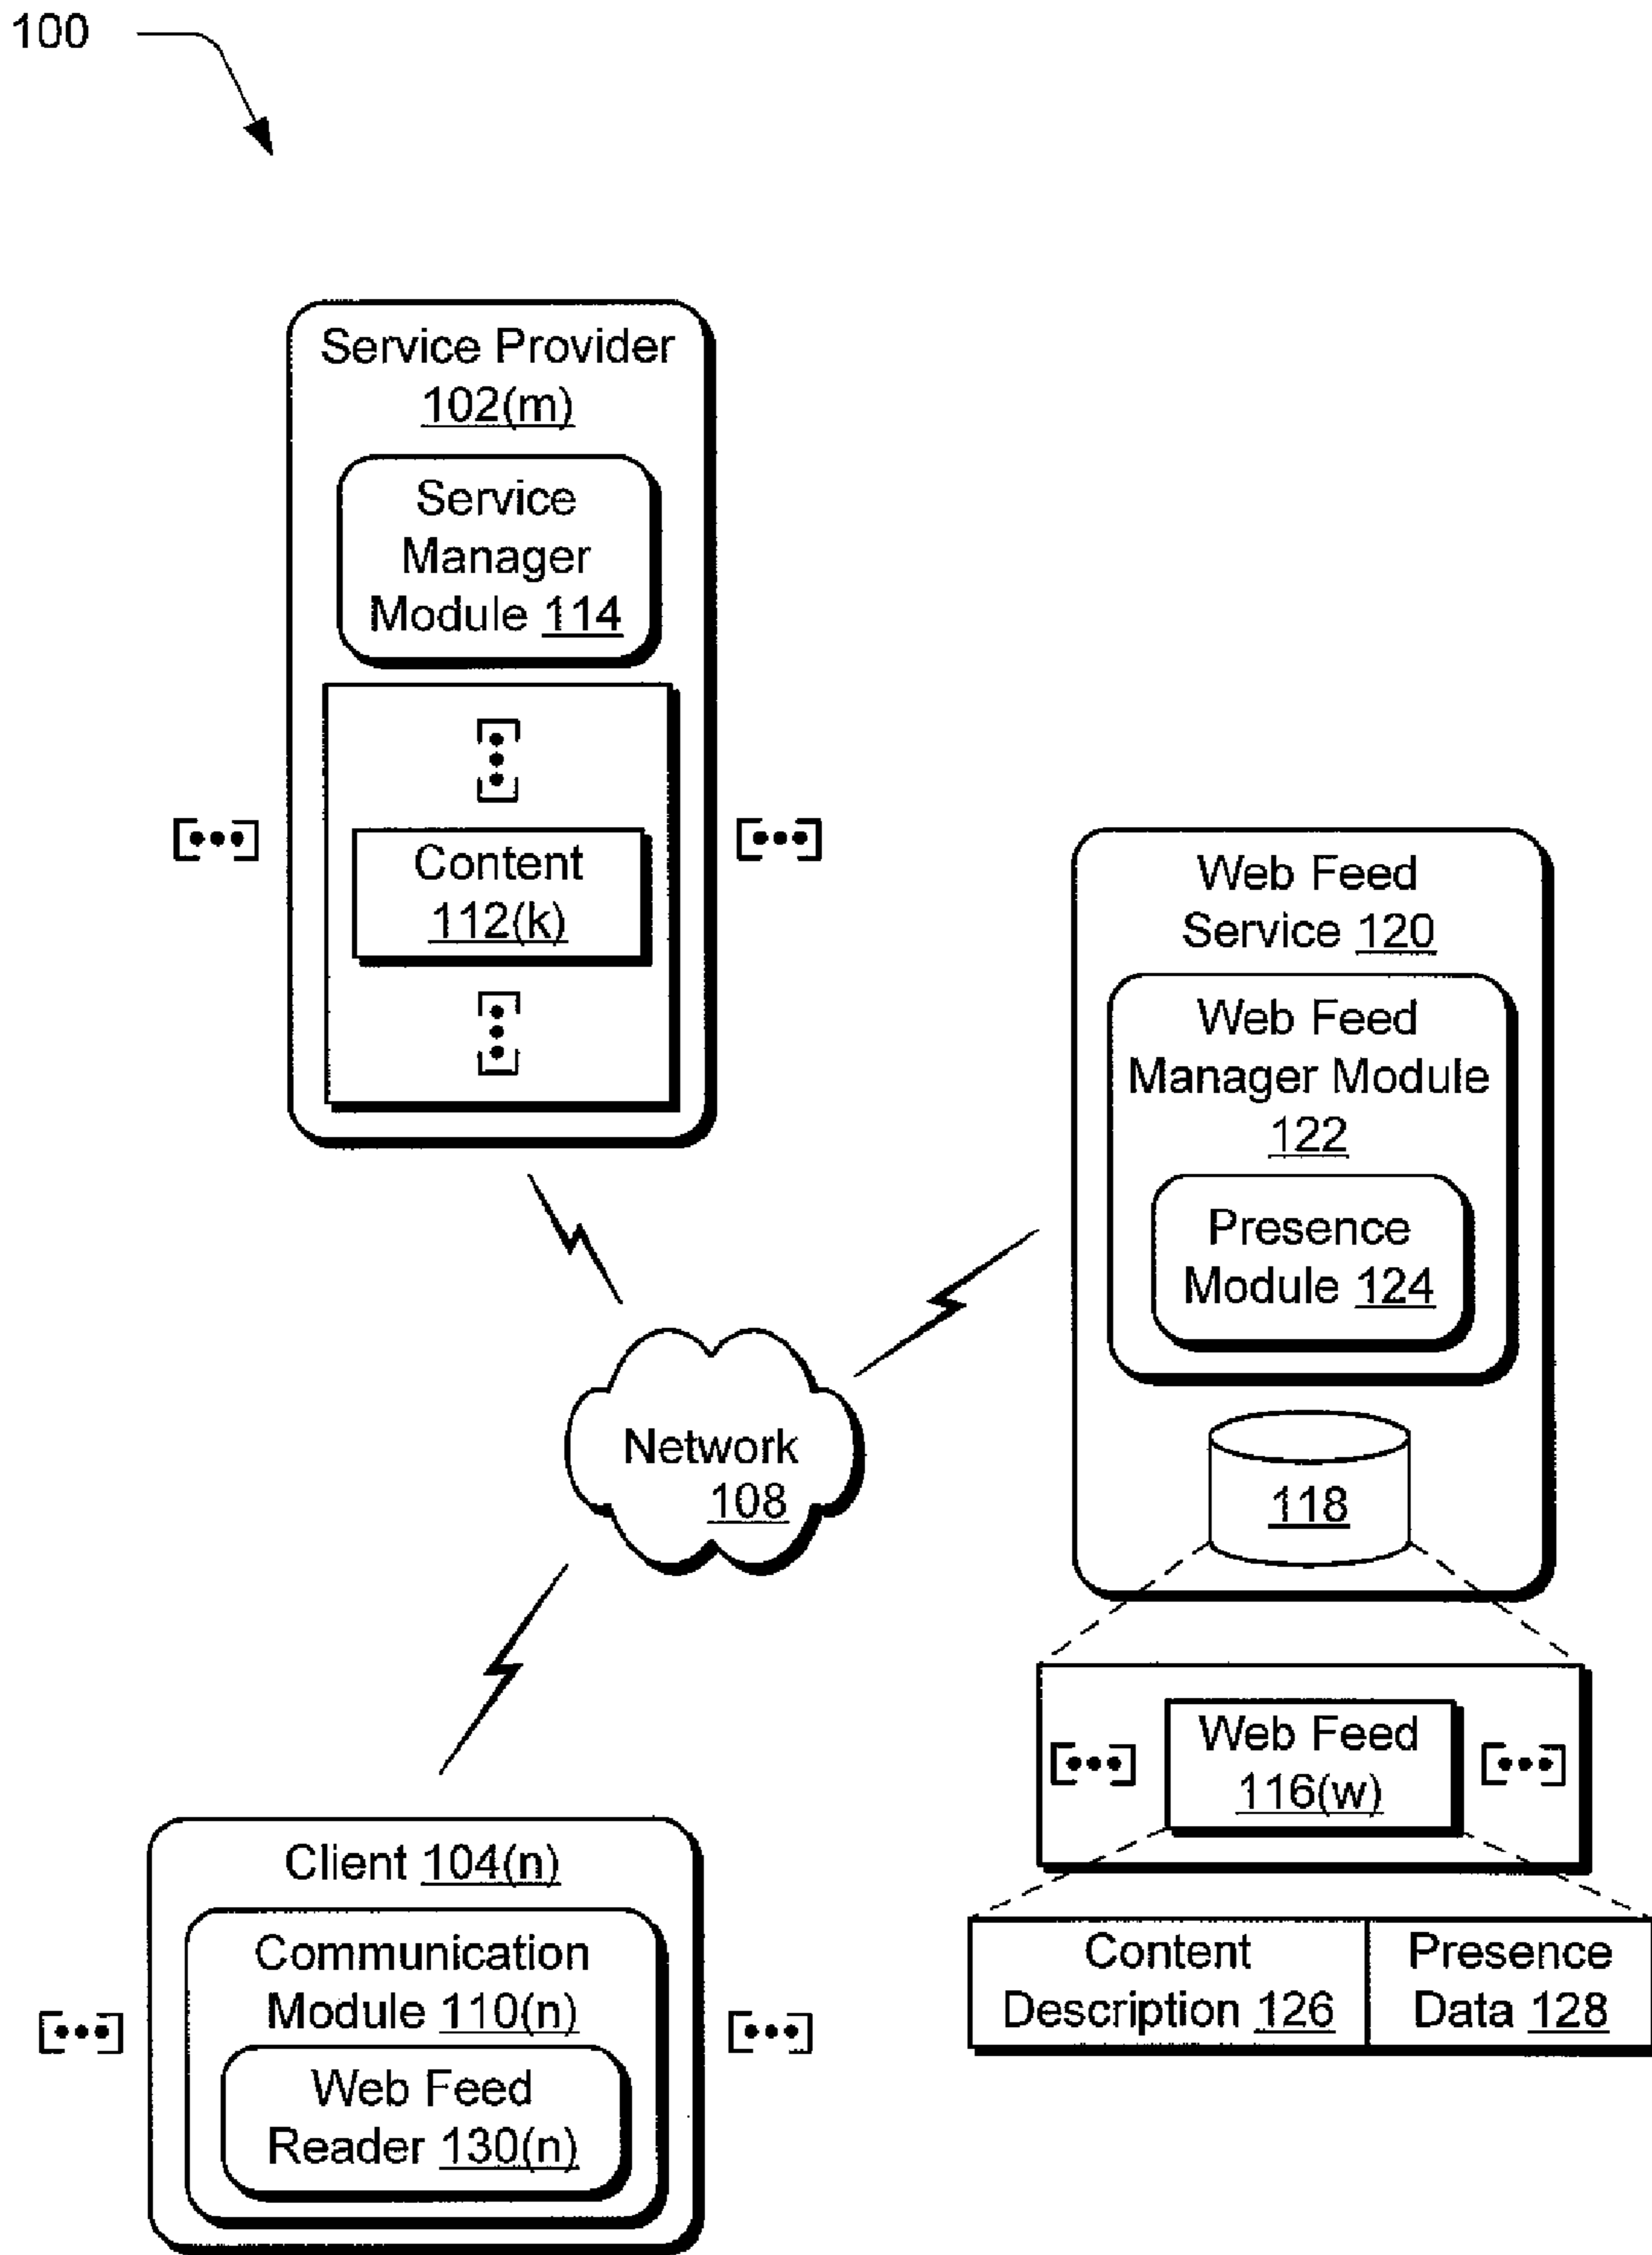 100
Service Provider
102(m)
Service
Manager
Module 114
Content
112(k)
Web Feed
Service 120
Web Feed
Manager Module
122
Presence
Module 124
118
Network
108
Web Feed
116(w)
Content
Description 126
Presence
Data 128
Client 104(n)
Communication
Module 110(n)
Web Feed
Reader 130(n)